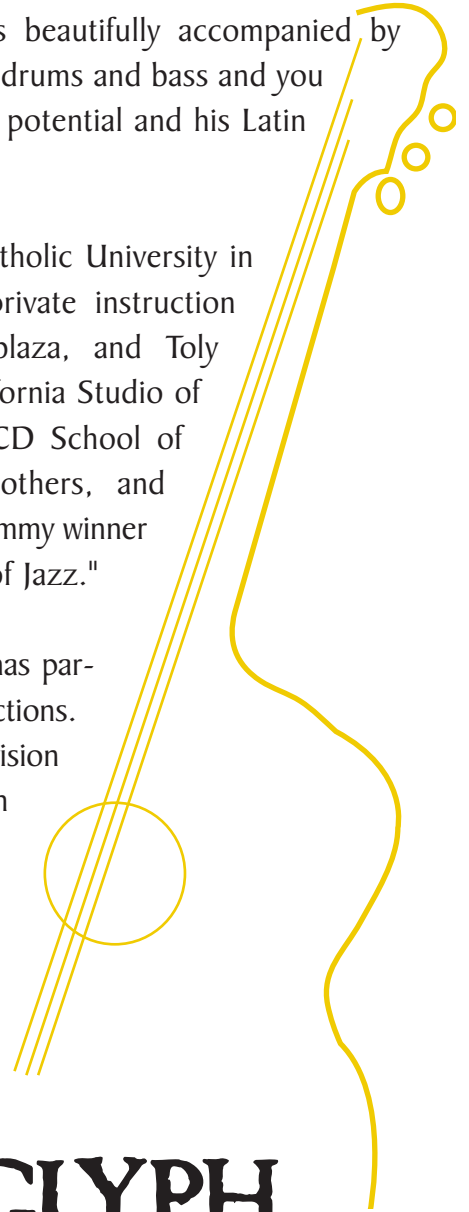 s beautifully accompanied by
drums and bass and you
potential and his Latin
tholic University in
private instruction
plaza, and Toly
fornia Studio of
CD School of
others, and
mmy winner
of Jazz."
has par-
ctions.
ision
n
GLYPH